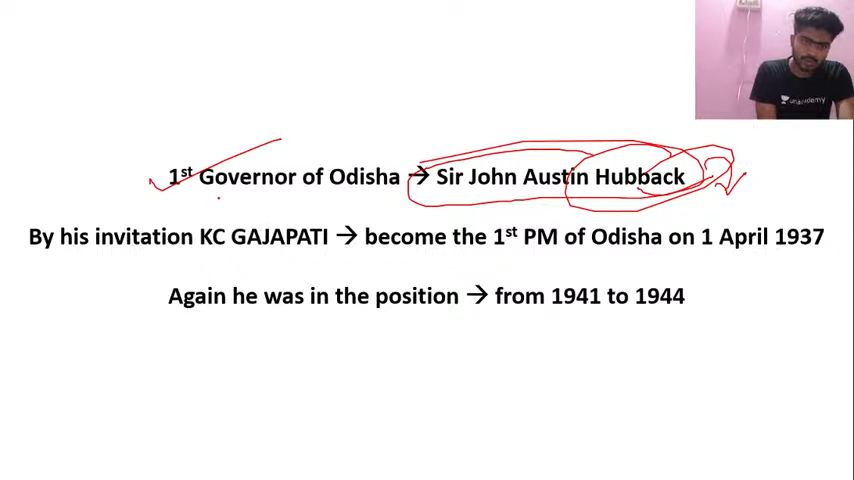 unacademy
1st Governor of Odisha → Sir John Austin Hubback
By his invitation KC GAJAPATI → become the 1st PM of Odisha on 1 April 1937
Again he was in the position → from 1941 to 1944